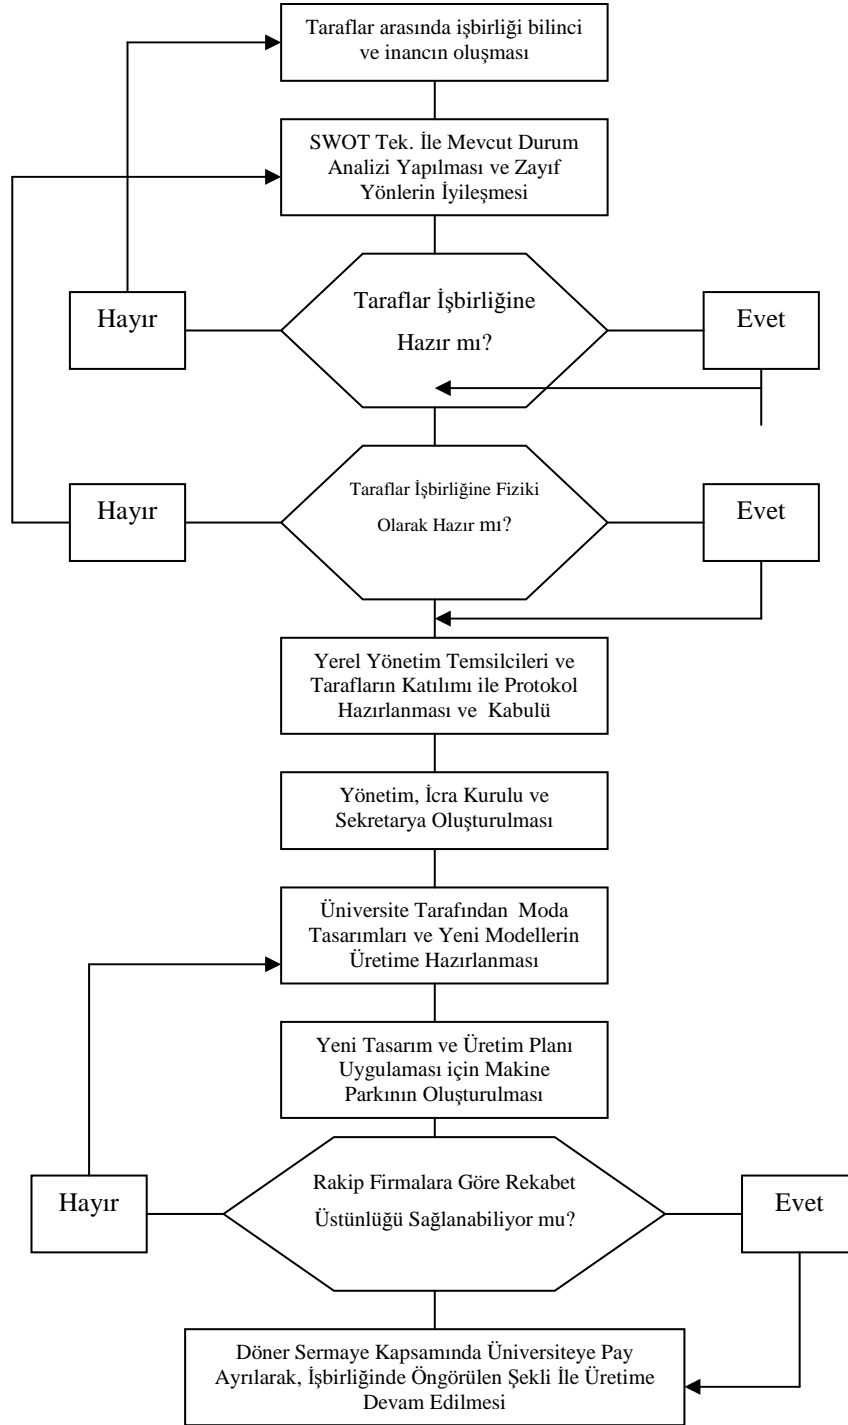 Taraflar arasında işbirliği bilinci
ve inancın oluşması
SWOT Tek. İle Mevcut Durum
Analizi Yapılması ve Zayıf
Yönlerin İyileşmesi
Hayır
Taraflar İşbirliğine
Hazır mı?
Evet
Hayır
Taraflar İşbirliğine Fiziki
Olarak Hazır mı?
Evet
Yerel Yönetim Temsilcileri ve
Tarafların Katılımı ile Protokol
Hazırlanması ve Kabulü
Yönetim, İcra Kurulu ve
Sekretarya Oluşturulması
Üniversite Tarafından Moda
Tasarımları ve Yeni Modellerin
Üretime Hazırlanması
Yeni Tasarım ve Üretim Planı
Uygulaması için Makine
Parkının Oluşturulması
Hayır
Rakip Firmalara Göre Rekabet
Üstünlüğü Sağlanabiliyor mu?
Evet
Döner Sermaye Kapsamında Üniversiteye Pay
Ayrılarak, İşbirliğinde Öngörülen Şekli İle Üretime
Devam Edilmesi